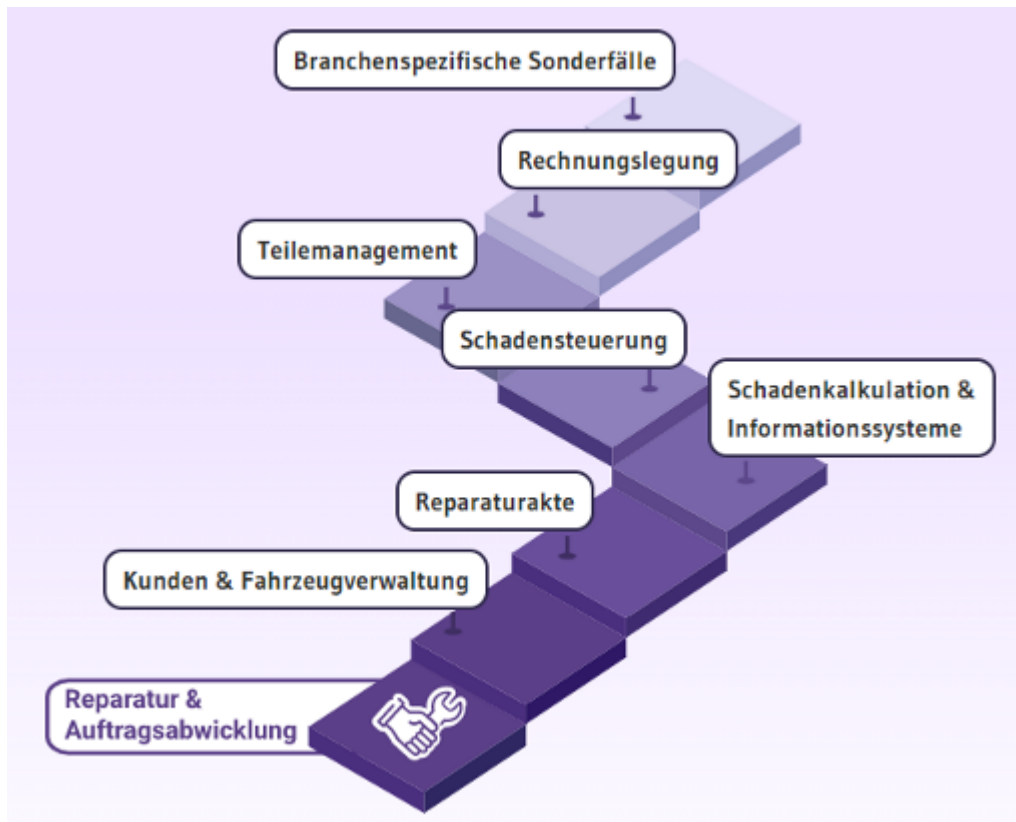 Branchenspezifische Sonderfälle
Rechnungslegung
Teilemanagement
Schadensteuerung
Schadenkalkulation &
Informationssysteme
Reparaturakte
Kunden & Fahrzeugverwaltung
Reparatur &
Auftragsabwicklung